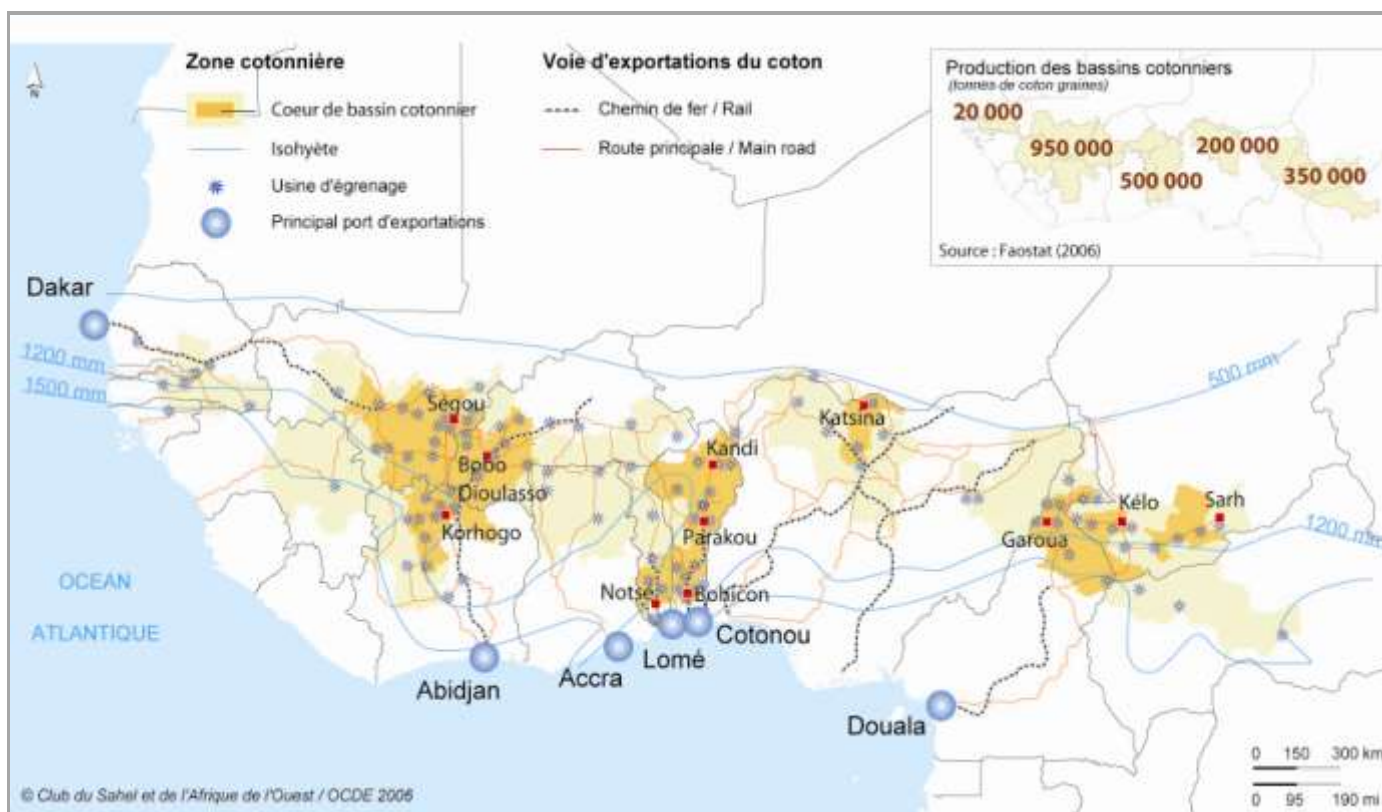 Zone cotonnière
Coeur de bassin cotonnier
Isohyète
Usine d'égrenage
Principal port d'exportations
Voie d'exportations du coton
Chemin de fer / Rail
Route principale / Main road
Production des bassins cotonniers
(tonnes de coton graines)
20 000
950 000
500 000
200 000
350 000
Source : Faostat (2006)
N
Dakar
1200 mm
1500 mm
500 mm
Ségou
Katsina
Kandi
Bobo
Dioulasso
Korhogo
Parakou
Kélo
Sarh
Garoua
1200 mm
Notsé
Bohicon
OCEAN
ATLANTIQUE
Cotonou
Lomé
Accra
Abidjan
Douala
0 150 300 km
0 95 190 mi
© Club du Sahel et de l'Afrique de l'Ouest / OCDE 2006